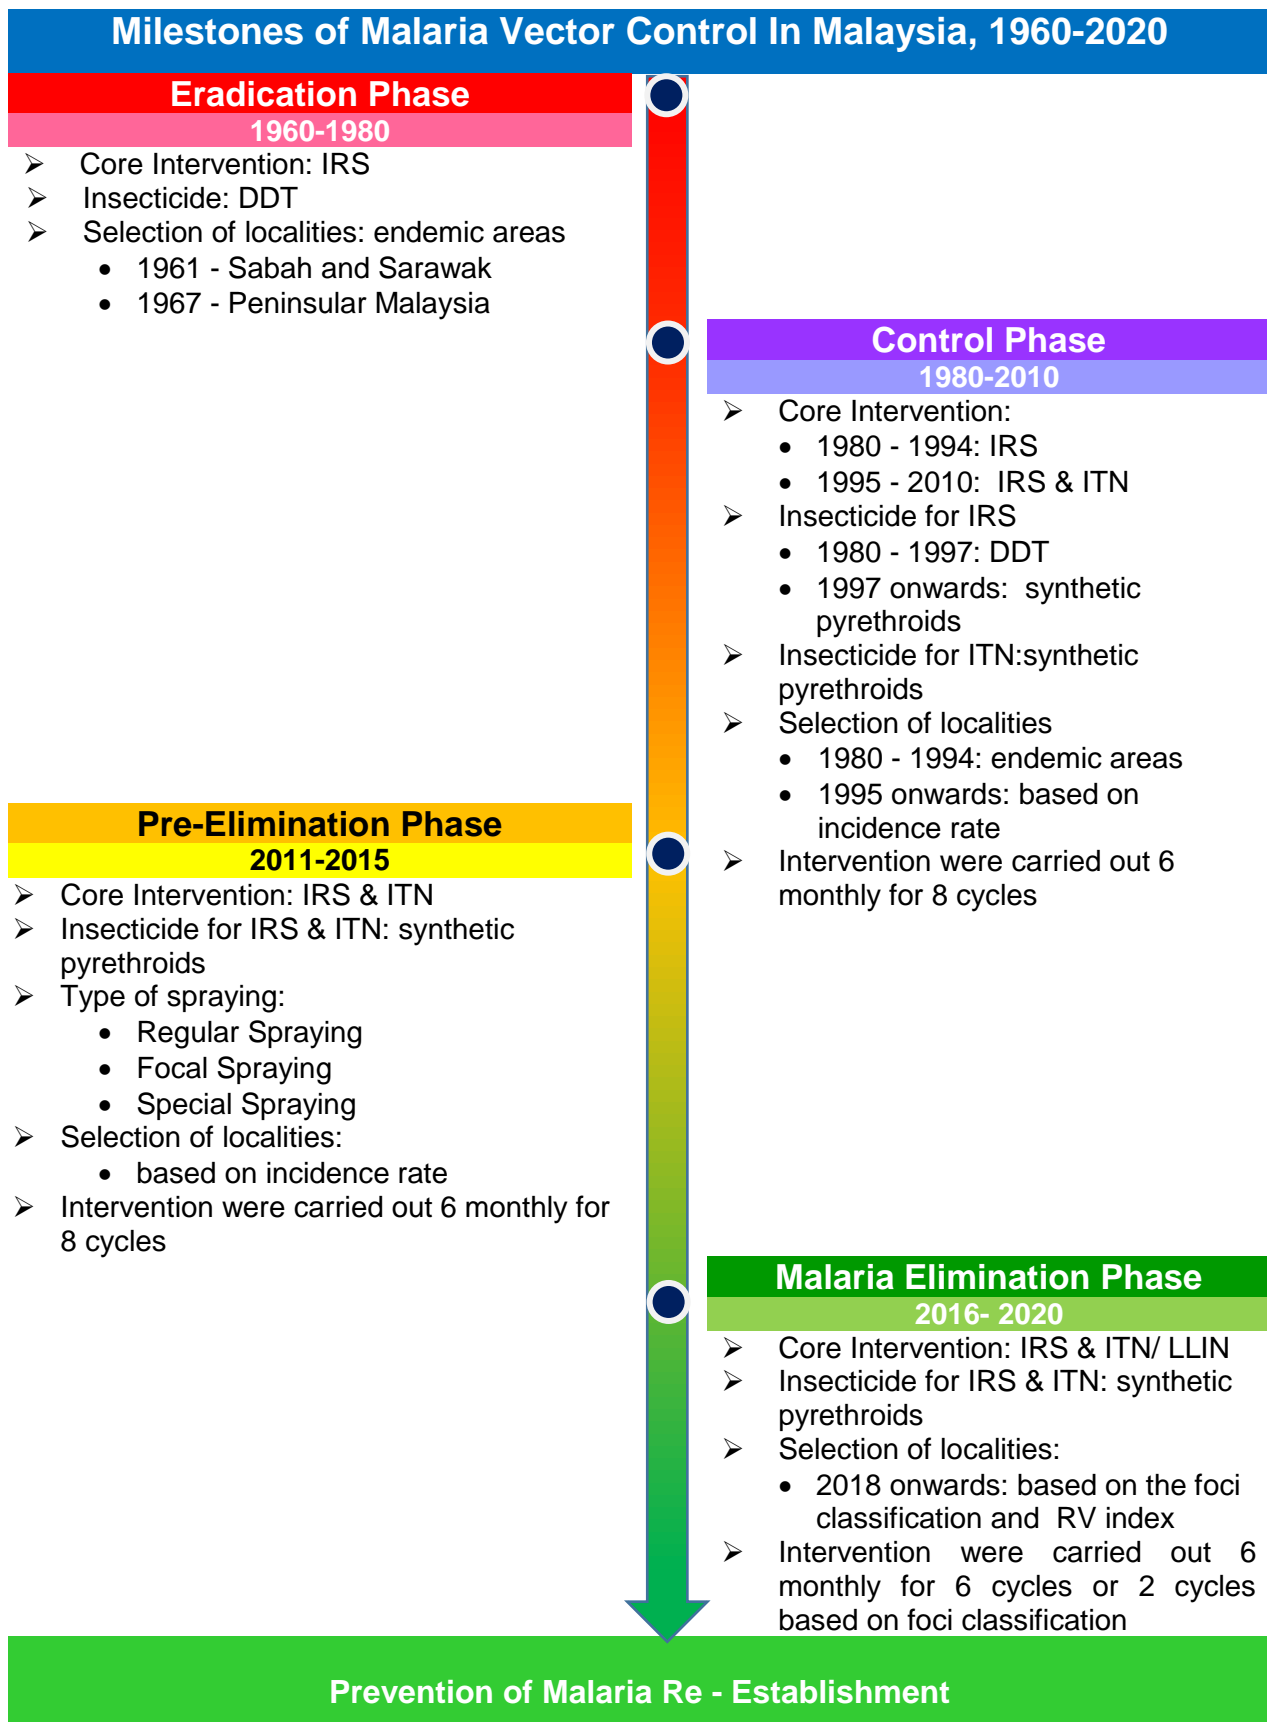 Milestones of Malaria Vector Control In Malaysia, 1960-2020
Eradication Phase
1960-1980
➢ Core Intervention: IRS
➢ Insecticide: DDT
➢ Selection of localities: endemic areas
• 1961 - Sabah and Sarawak
• 1967 - Peninsular Malaysia
Control Phase
1980-2010
➢ Core Intervention:
• 1980 - 1994: IRS
• 1995 - 2010: IRS & ITN
➢ Insecticide for IRS
• 1980 - 1997: DDT
• 1997 onwards: synthetic
pyrethroids
➢ Insecticide for ITN:synthetic
pyrethroids
➢ Selection of localities
• 1980 - 1994: endemic areas
• 1995 onwards: based on
incidence rate
➢ Intervention were carried out 6
monthly for 8 cycles
Pre-Elimination Phase
2011-2015
➢ Core Intervention: IRS & ITN
➢ Insecticide for IRS & ITN: synthetic
pyrethroids
➢ Type of spraying:
• Regular Spraying
• Focal Spraying
• Special Spraying
➢ Selection of localities:
• based on incidence rate
➢ Intervention were carried out 6 monthly for
8 cycles
Malaria Elimination Phase
2016- 2020
➢ Core Intervention: IRS & ITN/ LLIN
➢ Insecticide for IRS & ITN: synthetic
pyrethroids
➢ Selection of localities:
• 2018 onwards: based on the foci
classification and RV index
➢ Intervention were carried out 6
monthly for 6 cycles or 2 cycles
based on foci classification
Prevention of Malaria Re - Establishment